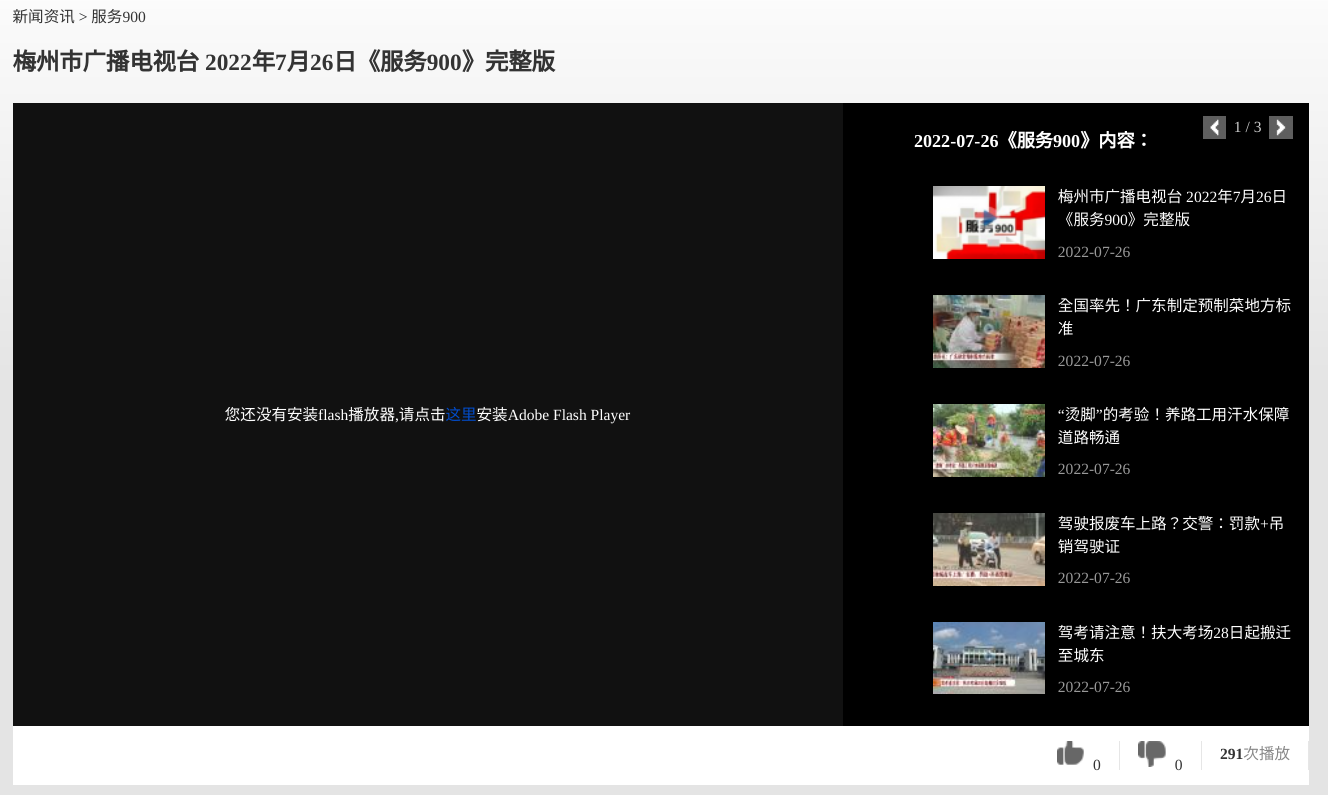 新闻资讯 > 服务900
梅州市广播电视台 2022年7月26日《服务900》完整版
您还没有安装flash播放器,请点击这里安装Adobe Flash Player
2022-07-26《服务900》内容：
1 / 3
服务900
梅州市广播电视台 2022年7月26日
《服务900》完整版
2022-07-26
全国率先！广东制定预制菜地方标
准
2022-07-26
“烫脚”的考验！养路工用汗水保障
道路畅通
2022-07-26
驾驶报废车上路？交警：罚款+吊
销驾驶证
2022-07-26
驾考请注意！扶大考场28日起搬迁
至城东
2022-07-26
0
0
291次播放